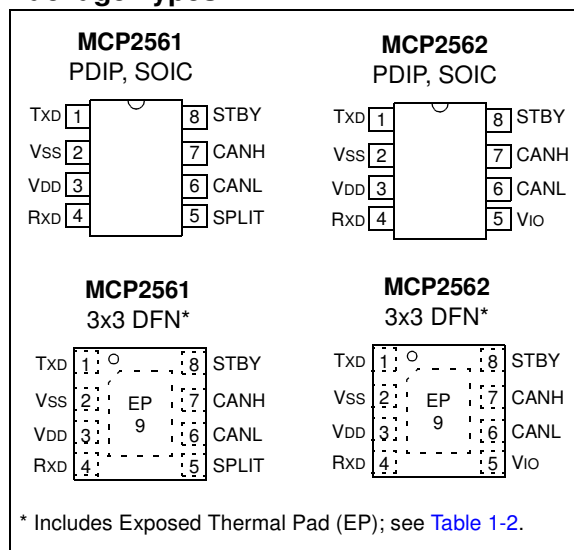 MCP2561
PDIP, SOIC
TXD 1 8 STBY
VSS 2 7 CANH
VDD 3 6 CANL
RXD 4 5 SPLIT
MCP2562
PDIP, SOIC
TXD 1 8 STBY
VSS 2 7 CANH
VDD 3 6 CANL
RXD 4 5 VIO
MCP2561
3x3 DFN*
TXD 1 8 STBY
VSS 2 EP 7 CANH
VDD 3 9 6 CANL
RXD 4 5 SPLIT
MCP2562
3x3 DFN*
TXD 1 8 STBY
VSS 2 EP 7 CANH
VDD 3 9 6 CANL
RXD 4 5 VIO
* Includes Exposed Thermal Pad (EP); see Table 1-2.